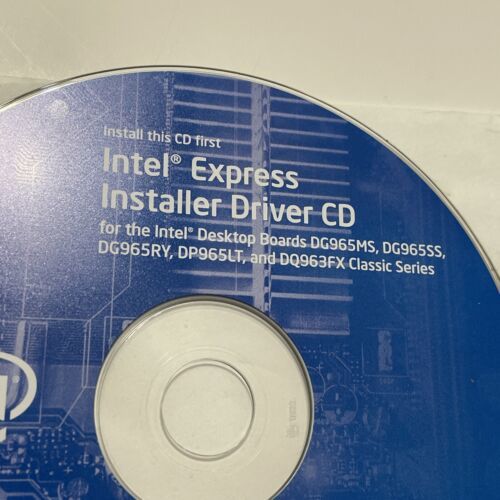 Install this CD first
Intel® Express
Installer Driver CD
for the Intel® Desktop Boards DG965MS, DG965SS,
DG965RY, DP965LT, and DQ963FX Classic Series